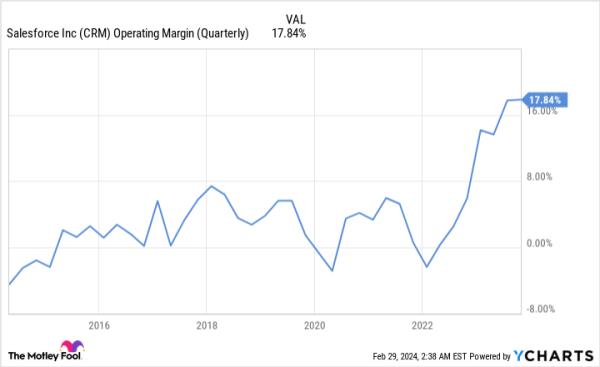 VAL
Salesforce Inc (CRM) Operating Margin (Quarterly) 17.84%
17.84%
16.00%
8.00%
0.00%
-8.00%
2016 2018 2020 2022
The Motley Fool. Feb 29, 2024, 2:38 AM EST Powered by YCHARTS